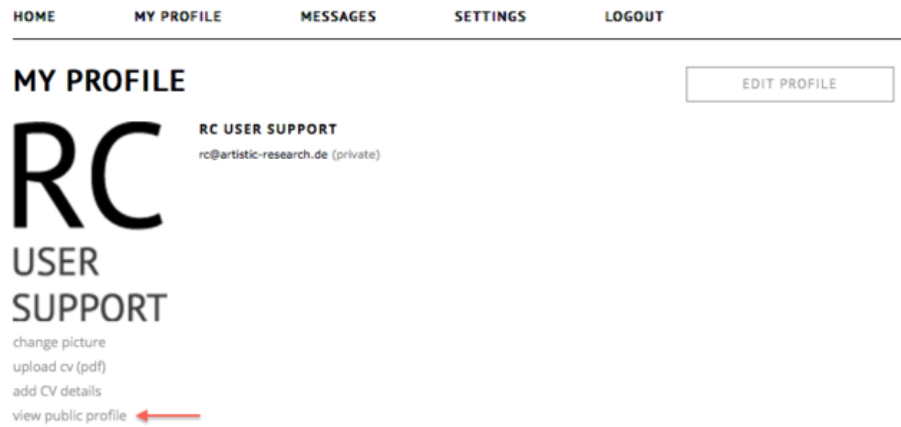 HOME MY PROFILE MESSAGES SETTINGS LOGOUT
MY PROFILE
EDIT PROFILE
RC
USER
SUPPORT
RC USER SUPPORT
rc@artistic-research.de (private)
change picture
upload cv (pdf)
add CV details
view public profile